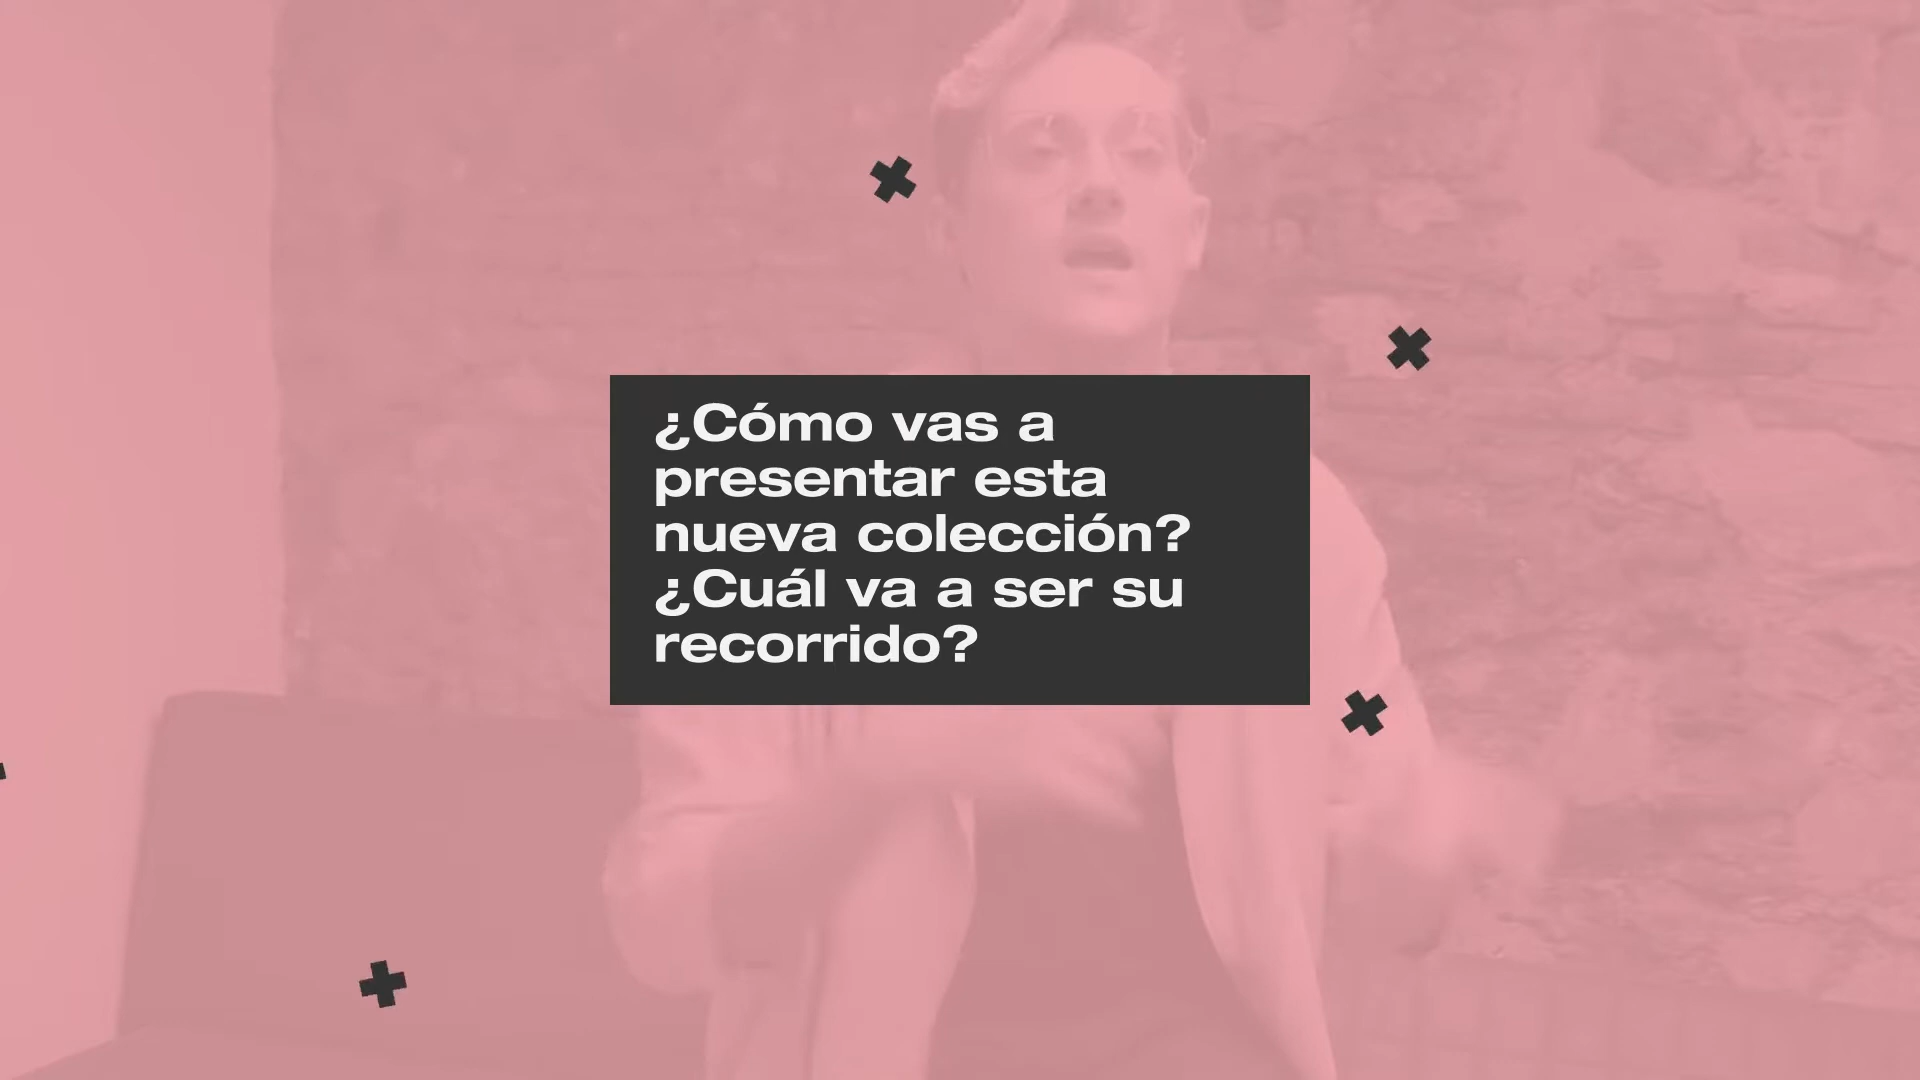 ¿Cómo vas a
presentar esta
nueva colección?
¿Cuál va a ser su
recorrido?